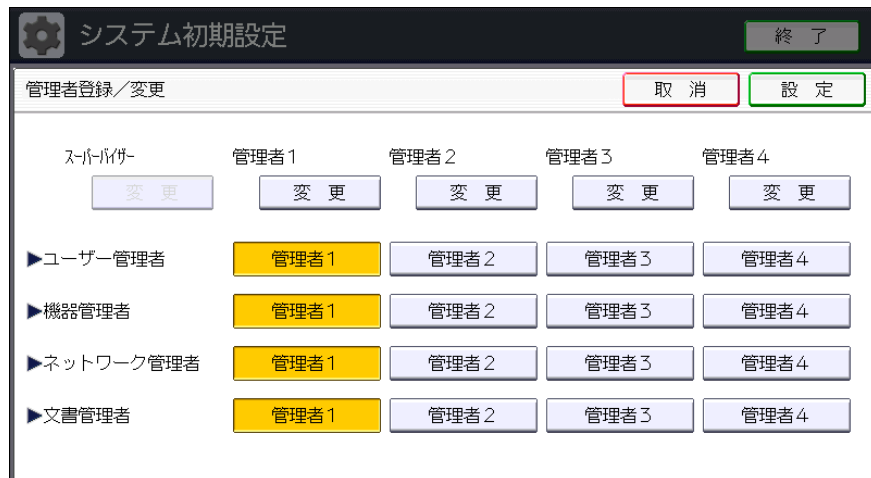 システム初期設定 終 了
管理者登録／変更 取 消 設 定
ｽｰﾊﾟｰﾊﾞｲｻﾞｰ 管理者１ 管理者２ 管理者３ 管理者４
変 更 変 更 変 更 変 更 変 更
▶ユーザー管理者 管理者１ 管理者２ 管理者３ 管理者４
▶機器管理者 管理者１ 管理者２ 管理者３ 管理者４
▶ネットワーク管理者 管理者１ 管理者２ 管理者３ 管理者４
▶文書管理者 管理者１ 管理者２ 管理者３ 管理者４